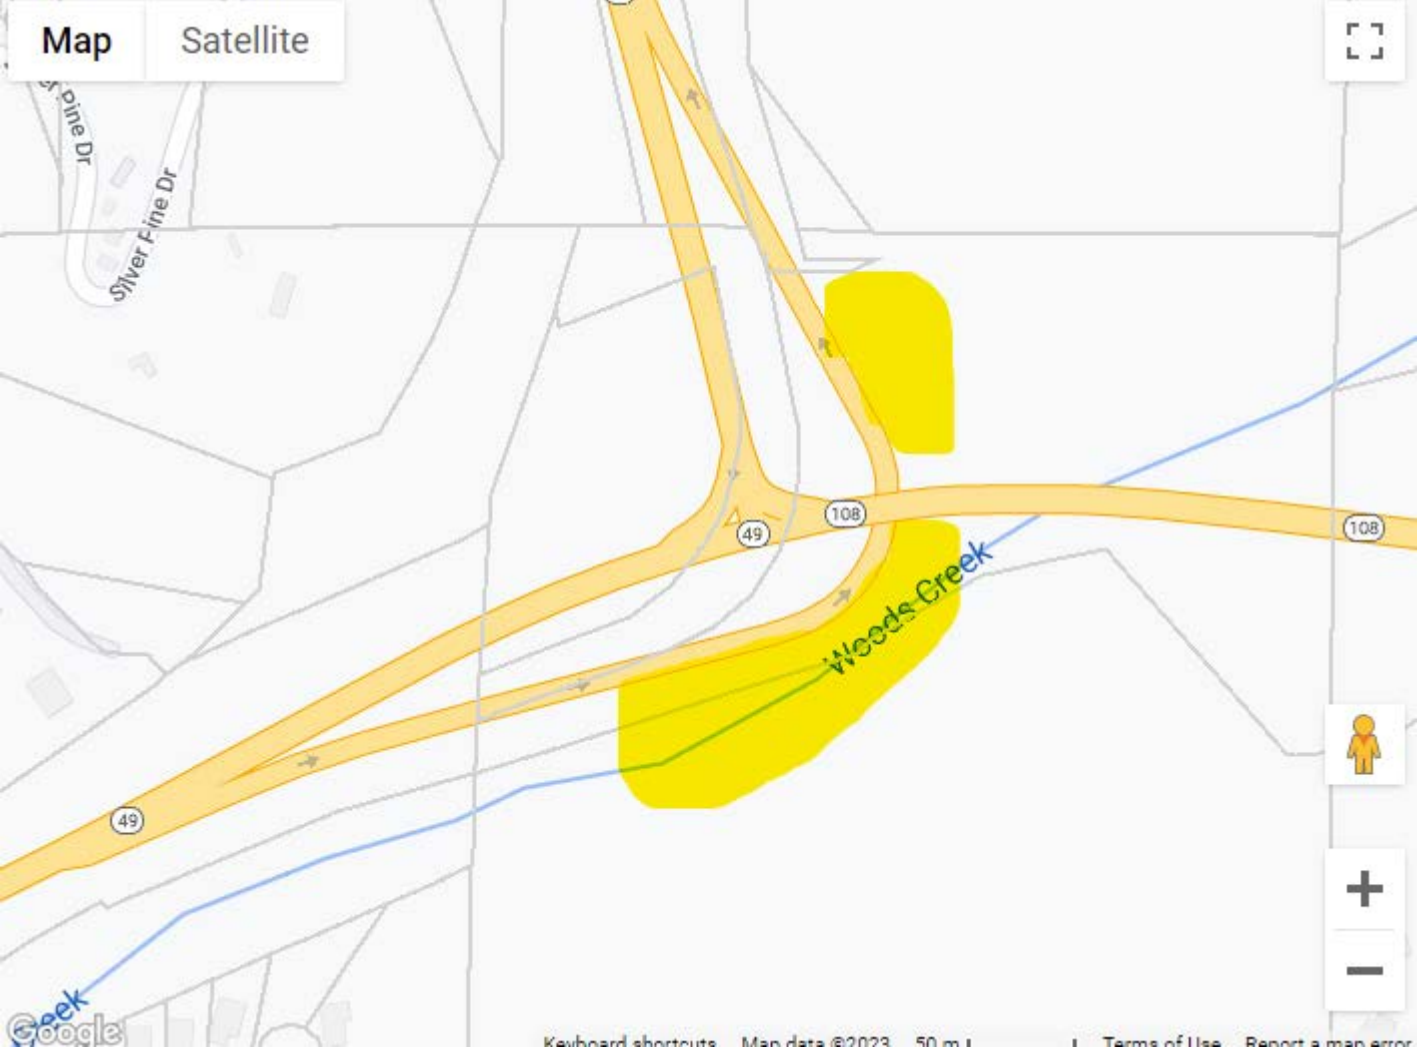 Map
Satellite
Pine Dr
Silver Pine Dr
108
49
108
Woods Creek
49
Creek
Google
Keyboard shortcuts Map data ©2023 50 m Terms of Use Report a map error